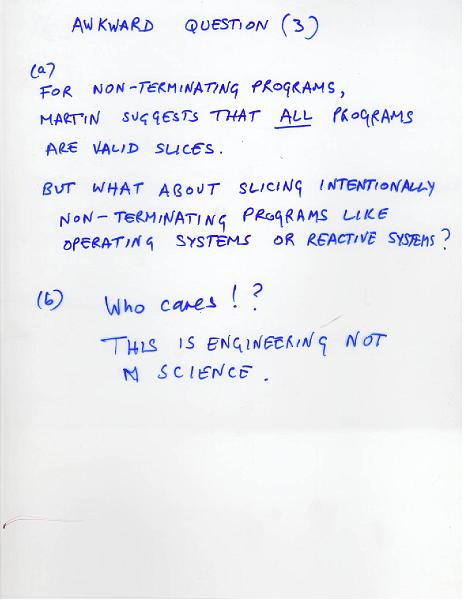 AWKWARD QUESTION (3)
(a)
FOR NON-TERMINATING PROGRAMS,
MARTIN SUGGESTS THAT ALL PROGRAMS
ARE VALID SLICES.
BUT WHAT ABOUT SLICING INTENTIONALLY
NON-TERMINATING PROGRAMS LIKE
OPERATING SYSTEMS OR REACTIVE SYSTEMS?
(b) Who cares!?
THIS IS ENGINEERING NOT
SCIENCE.